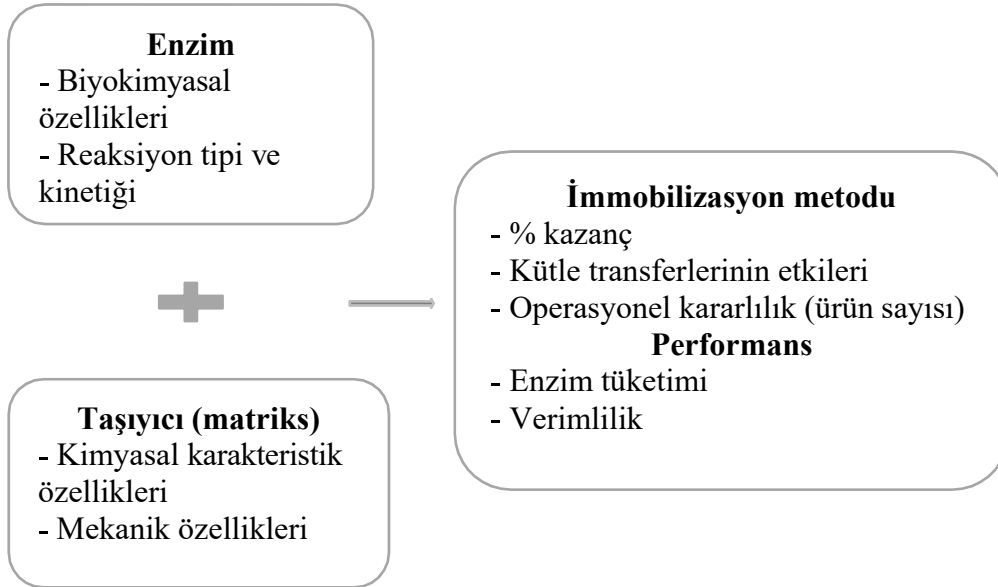 Enzim
- Biyokimyasal
özellikleri
- Reaksiyon tipi ve
kinetiği
Taşıyıcı (matriks)
- Kimyasal karakteristik
özellikleri
- Mekanik özellikleri
İmmobilizasyon metodu
- % kazanç
- Kütle transferlerinin etkileri
- Operasyonel kararlılık (ürün sayısı)
Performans
- Enzim tüketimi
- Verimlilik